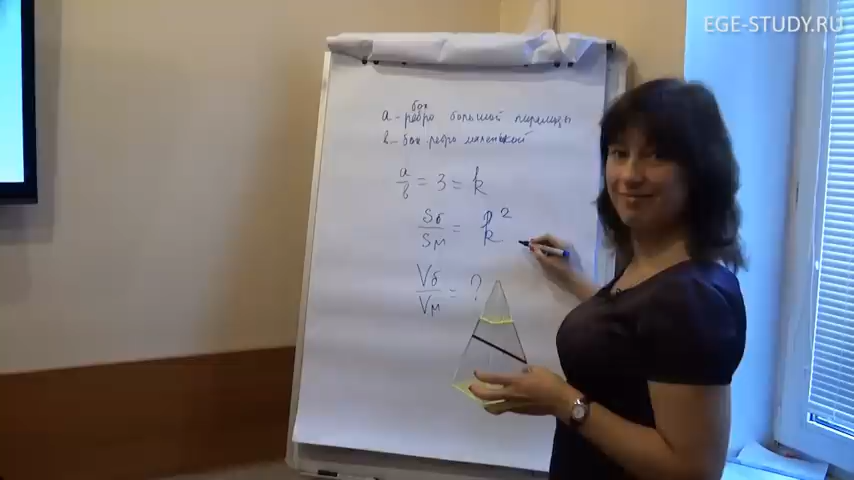 EGE-STUDY.RU
a - бок ребро большой пирамиды
b - бок ребро маленькой
a/b = 3 = k
Sб/Sм = k²
Vб/Vм = ?